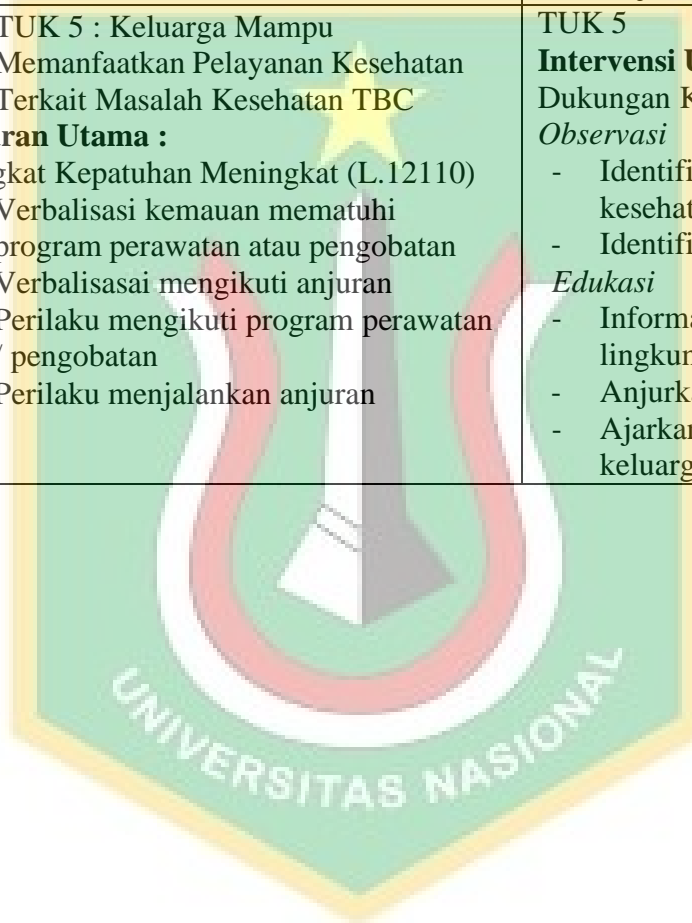 TUK 5 : Keluarga Mampu
Memanfaatkan Pelayanan Kesehatan
Terkait Masalah Kesehatan TBC
ran Utama :
gkat Kepatuhan Meningkat (L.12110)
Verbalisasi kemauan mematuhi
program perawatan atau pengobatan
Verbalisasai mengikuti anjuran
Perilaku mengikuti program perawatan
/ pengobatan
Perilaku menjalankan anjuran
TUK 5
Intervensi U
Dukungan K
Observasi
- Identifi
kesehat
- Identifi
Edukasi
- Informa
lingkun
- Anjurka
- Ajarkan
keluarg
UNIVERSITAS NASIONAL